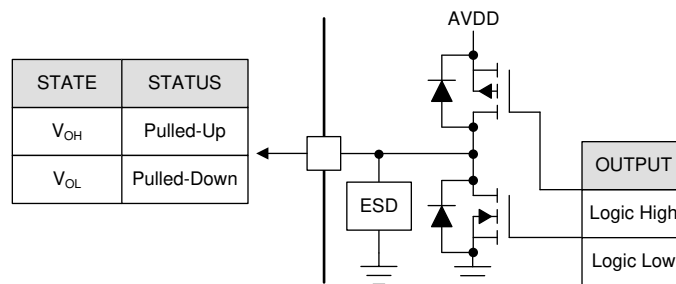 AVDD
STATE STATUS
VOH Pulled-Up
VOL Pulled-Down
ESD
OUTPUT
Logic High
Logic Low